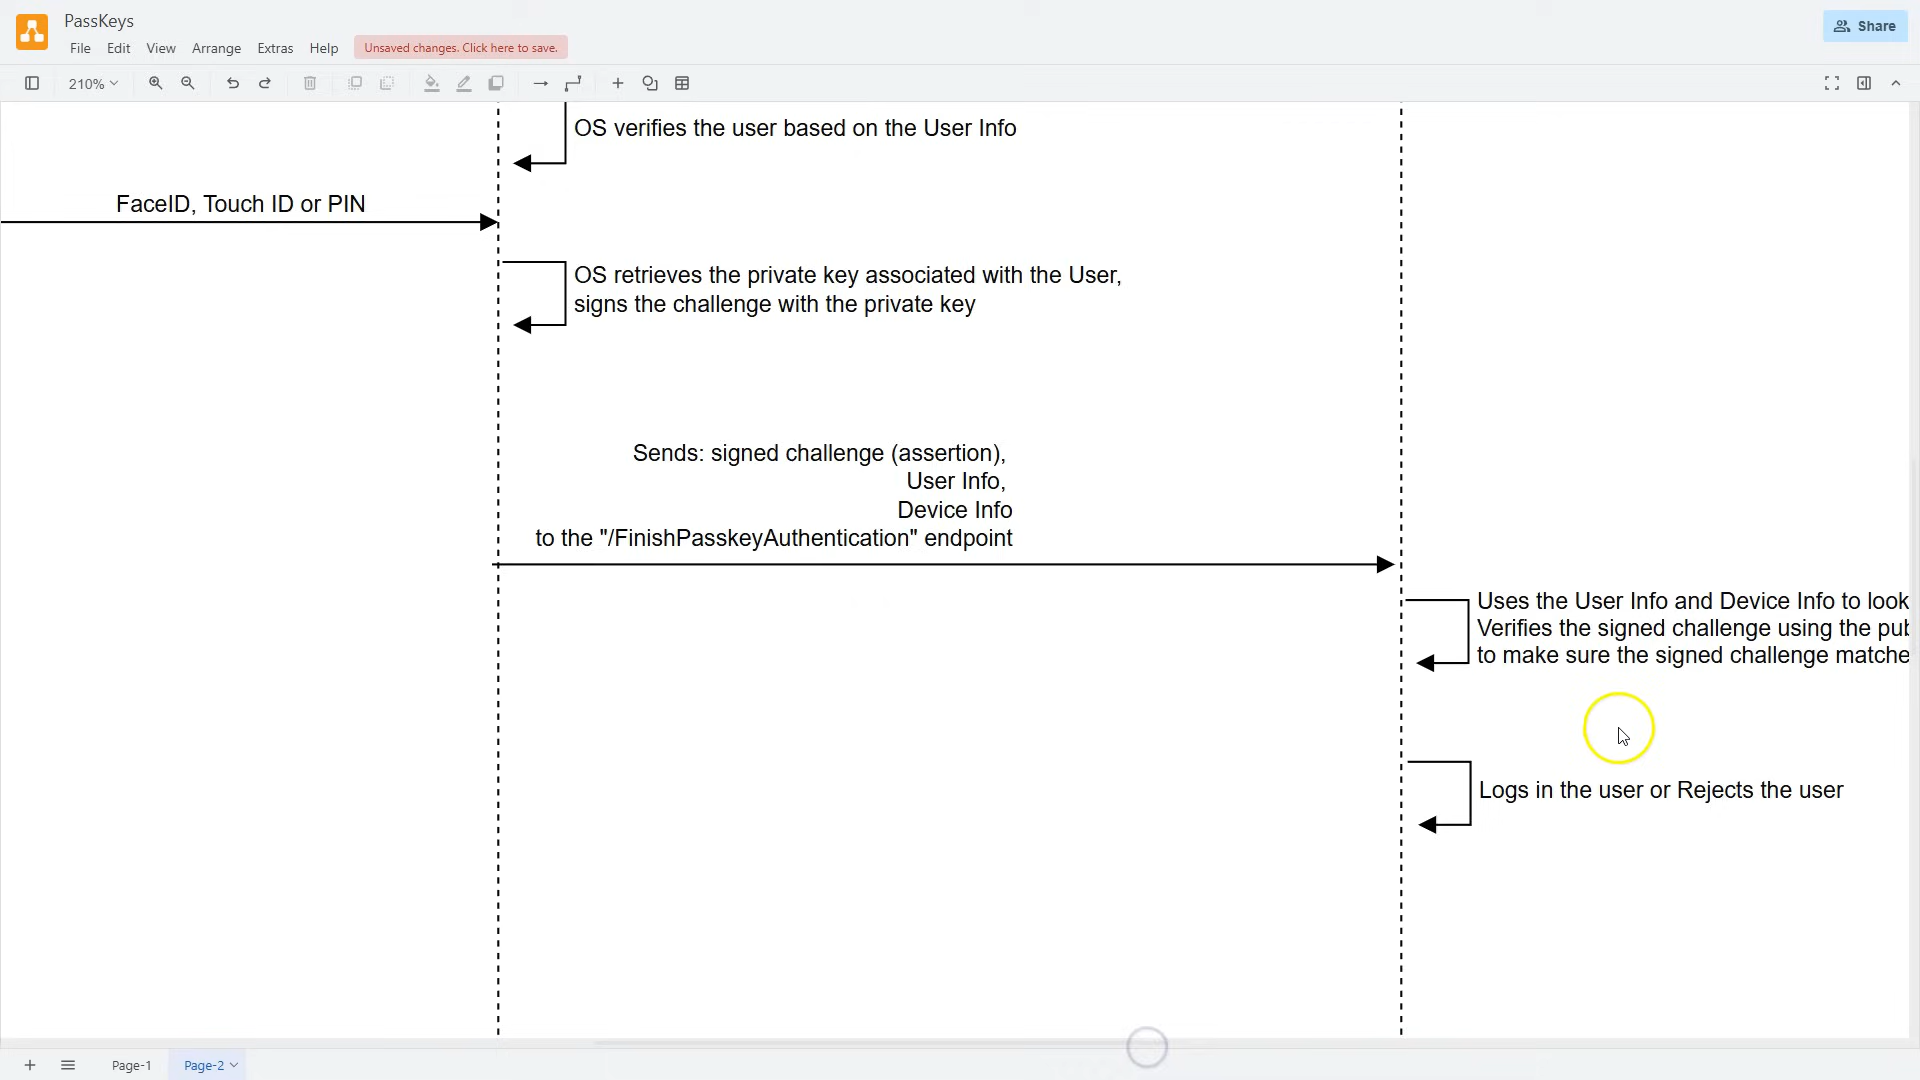 PassKeys
File Edit View Arrange Extras Help Unsaved changes. Click here to save.
Share
210%
OS verifies the user based on the User Info
FaceID, Touch ID or PIN
OS retrieves the private key associated with the User,
signs the challenge with the private key
Sends: signed challenge (assertion),
User Info,
Device Info
to the "/FinishPasskeyAuthentication" endpoint
Uses the User Info and Device Info to look
Verifies the signed challenge using the
to make sure the signed challenge
Logs in the user or Rejects the user
Page-1 Page-2